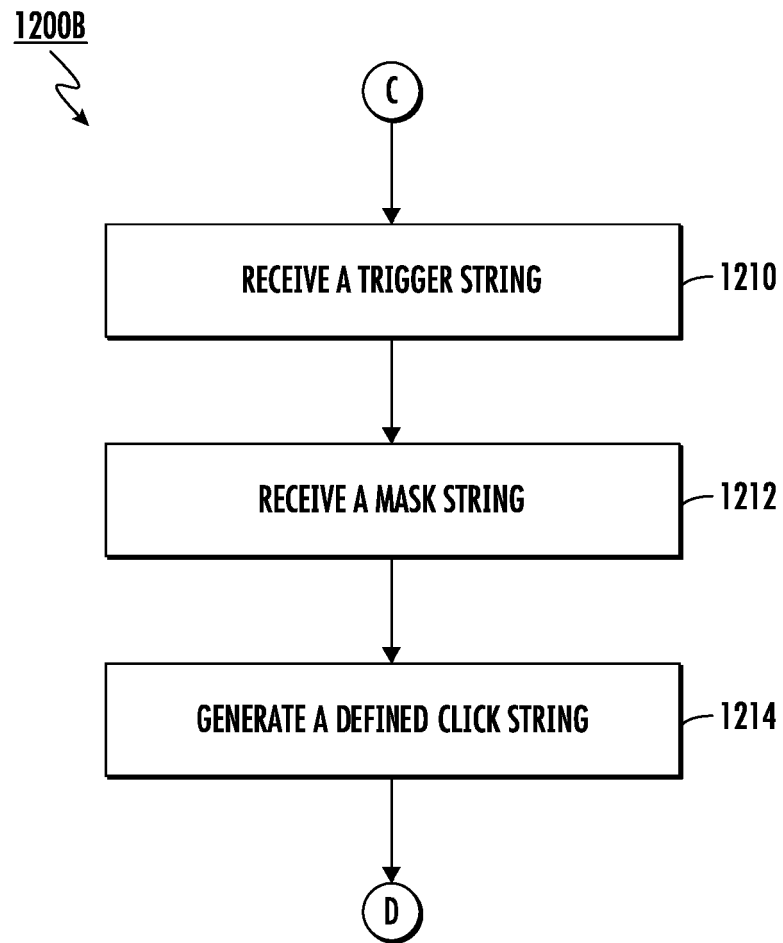 1200B
C
RECEIVE A TRIGGER STRING
1210
RECEIVE A MASK STRING
1212
GENERATE A DEFINED CLICK STRING
1214
D